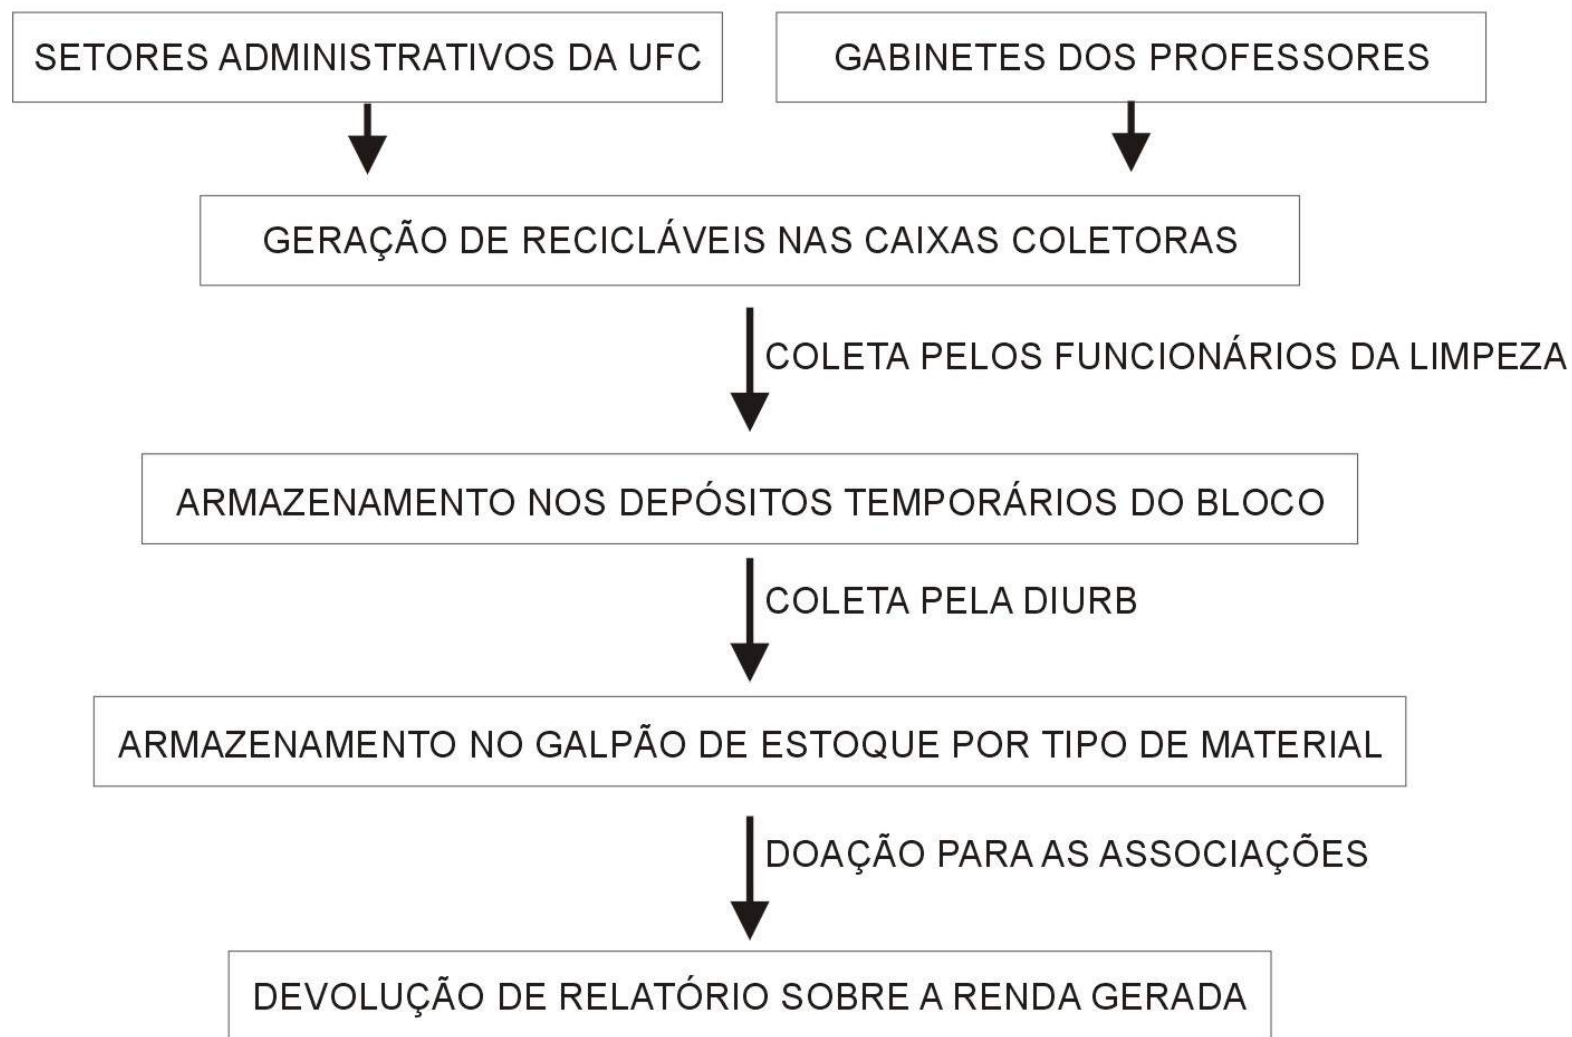 SETORES ADMINISTRATIVOS DA UFC
GABINETES DOS PROFESSORES
GERAÇÃO DE RECICLÁVEIS NAS CAIXAS COLETORAS
COLETA PELOS FUNCIONÁRIOS DA LIMPEZA
ARMAZENAMENTO NOS DEPÓSITOS TEMPORÁRIOS DO BLOCO
COLETA PELA DIURB
ARMAZENAMENTO NO GALPÃO DE ESTOQUE POR TIPO DE MATERIAL
DOAÇÃO PARA AS ASSOCIAÇÕES
DEVOLUÇÃO DE RELATÓRIO SOBRE A RENDA GERADA